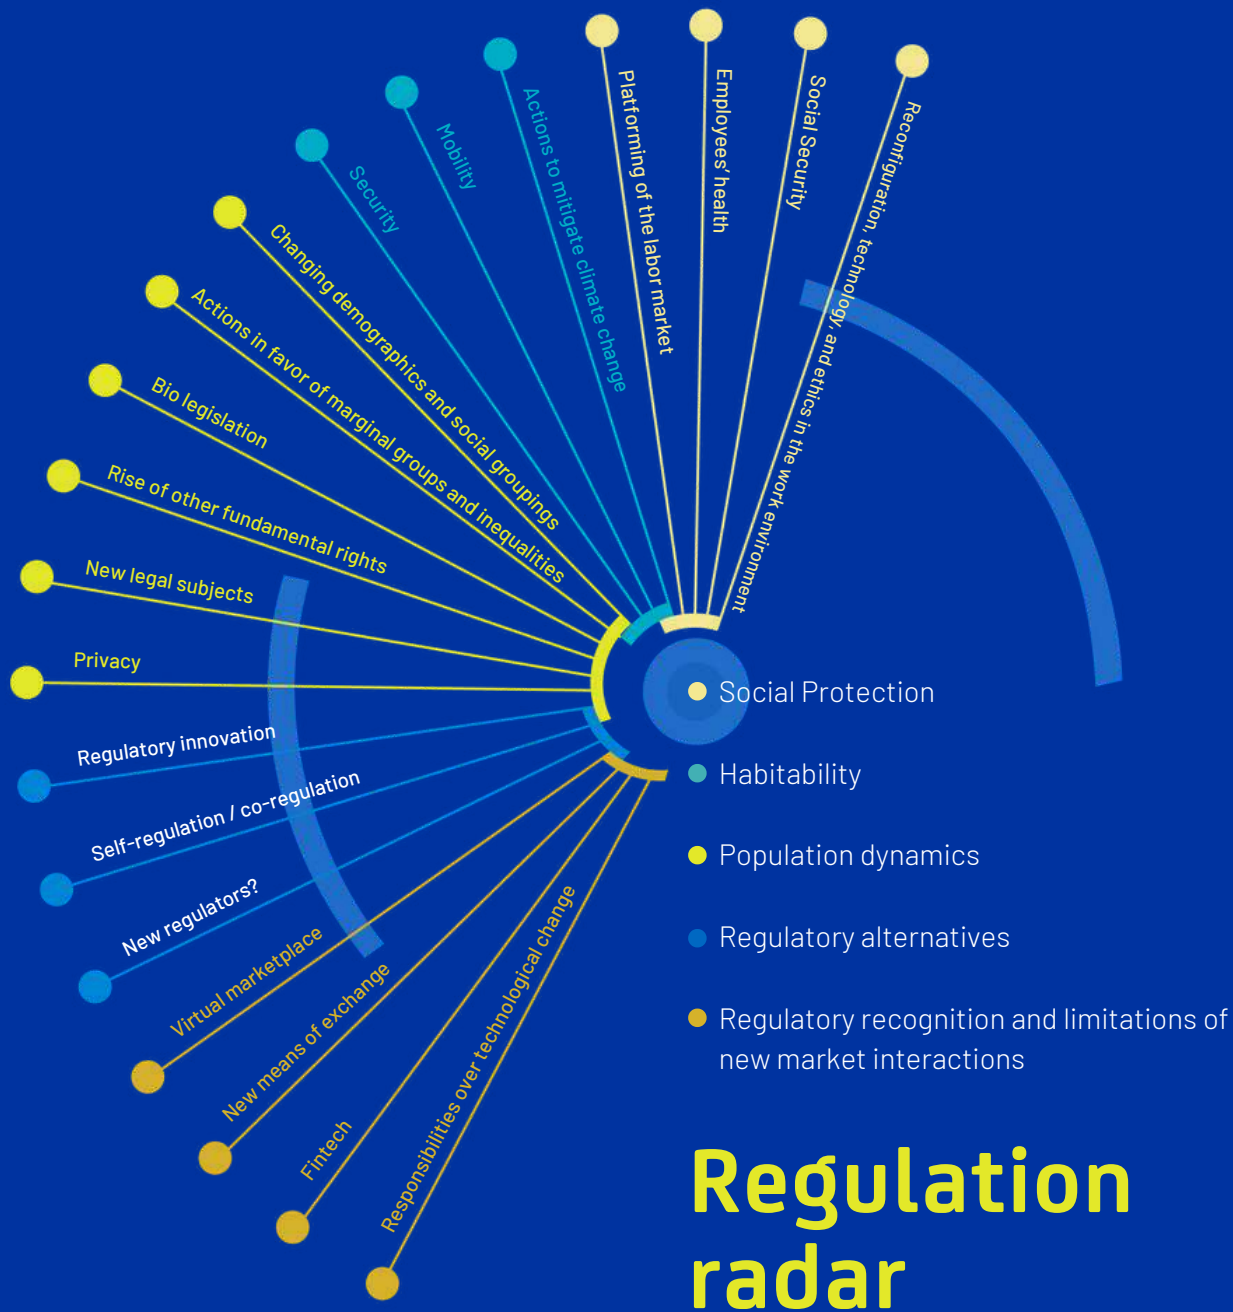 Reconfiguration, technology, and ethics in the work environment
Social Security
Employees' health
Platforming of the labor market
Actions to mitigate climate change
Mobility
Security
Changing demographics and social groupings
Actions in favor of marginal groups and inequalities
Bio legislation
Rise of other fundamental rights
New legal subjects
Privacy
Regulatory innovation
Self-regulation / co-regulation
New regulators?
Virtual marketplace
New means of exchange
Fintech
Responsibilities over technological change
Social Protection
Habitability
Population dynamics
Regulatory alternatives
Regulatory recognition and limitations of
new market interactions
Regulation
radar